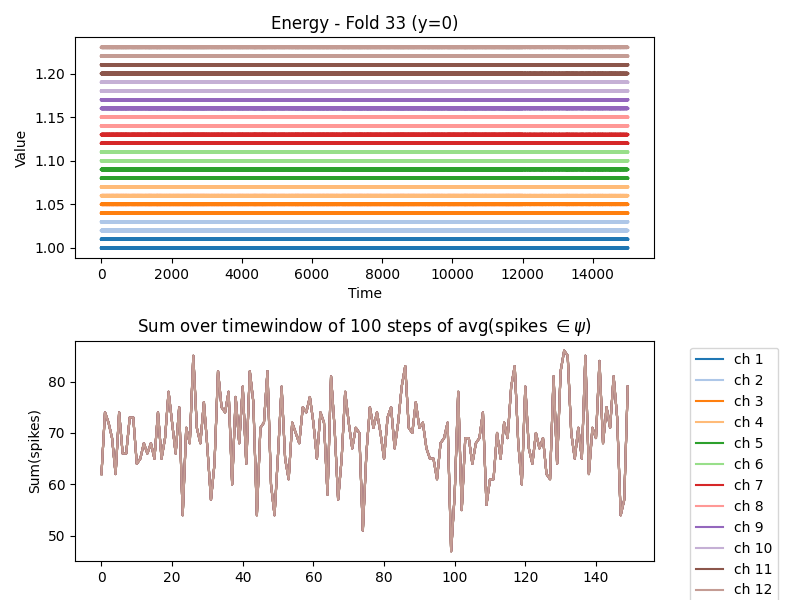 Energy - Fold 33 (y=0)
1.20
1.15
1.10
1.05
1.00
Value
0 2000 4000 6000 8000 10000 12000 14000
Time
Sum over timewindow of 100 steps of avg(spikes ∈ψ)
80
70
60
50
Sum(spikes)
0 20 40 60 80 100 120 140
ch 1
ch 2
ch 3
ch 4
ch 5
ch 6
ch 7
ch 8
ch 9
ch 10
ch 11
ch 12